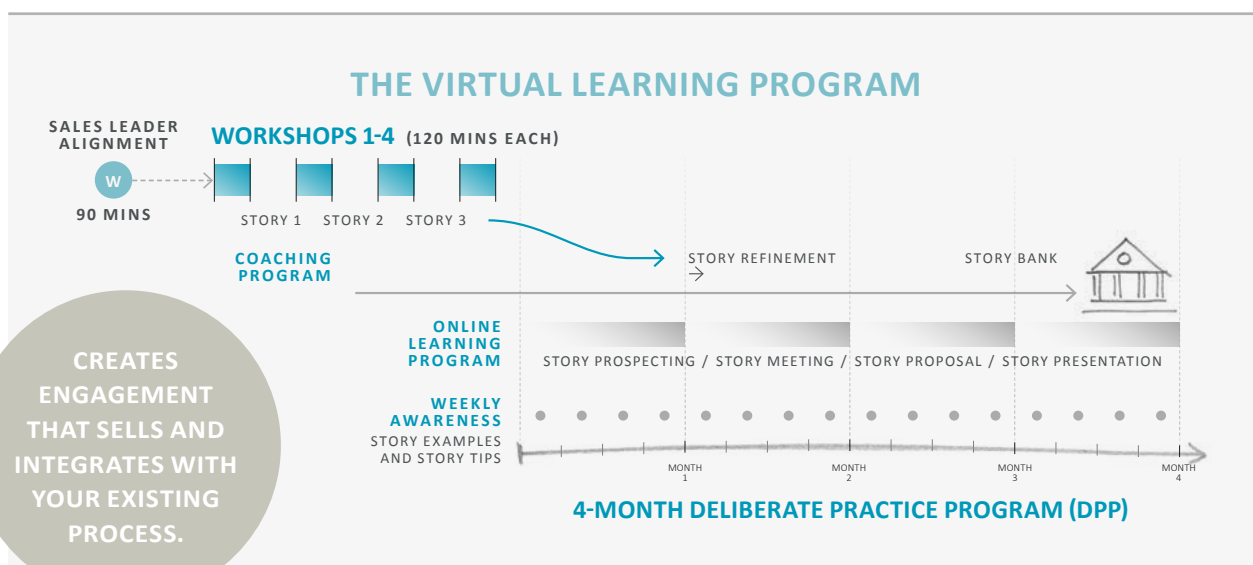 THE VIRTUAL LEARNING PROGRAM
SALES LEADER
ALIGNMENT
W
90 MINS
WORKSHOPS 1-4 (120 MINS EACH)
STORY 1 STORY 2 STORY 3
COACHING
PROGRAM
STORY REFINEMENT
STORY BANK
CREATES
ENGAGEMENT
THAT SELLS AND
INTEGRATES WITH
YOUR EXISTING
PROCESS.
ONLINE
LEARNING
PROGRAM
STORY PROSPECTING / STORY MEETING / STORY PROPOSAL / STORY PRESENTATION
WEEKLY
AWARENESS
STORY EXAMPLES
AND STORY TIPS
MONTH
1
MONTH
2
MONTH
3
MONTH
4
4-MONTH DELIBERATE PRACTICE PROGRAM (DPP)